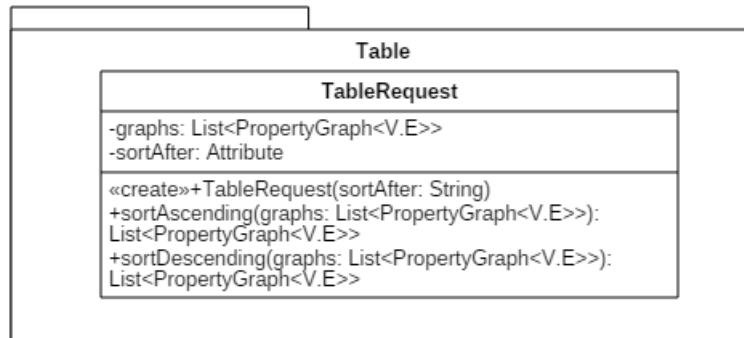 Table
TableRequest
-graphs: List<PropertyGraph<V.E>>
-sortAfter: Attribute
«create»+TableRequest(sortAfter: String)
+sortAscending(graphs: List<PropertyGraph<V.E>>):
List<PropertyGraph<V.E>>
+sortDescending(graphs: List<PropertyGraph<V.E>>):
List<PropertyGraph<V.E>>